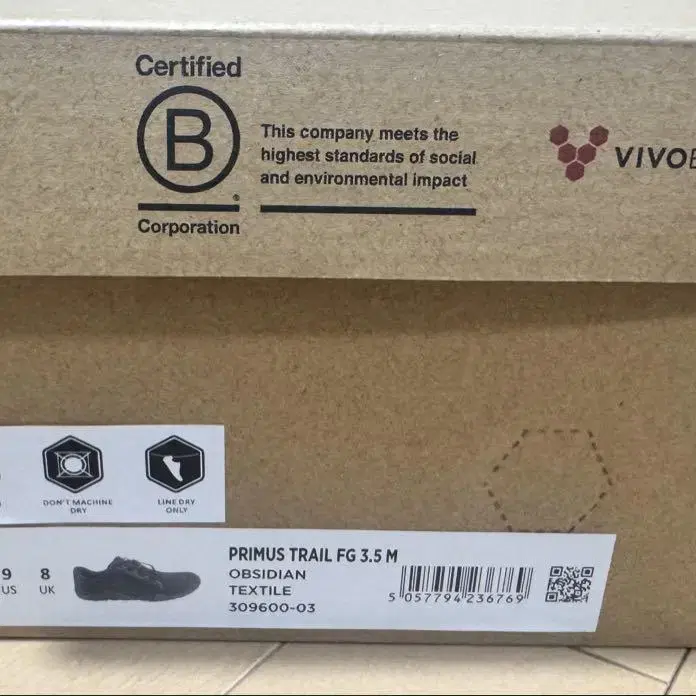 Certified
B
This company meets the
highest standards of social
and environmental impact
®
Corporation
VIVO
DON'T MACHINE
DRY
LINE DRY
ONLY
9
US
8
UK
PRIMUS TRAIL FG 3.5 M
OBSIDIAN
TEXTILE
309600-03
5 057794 236769